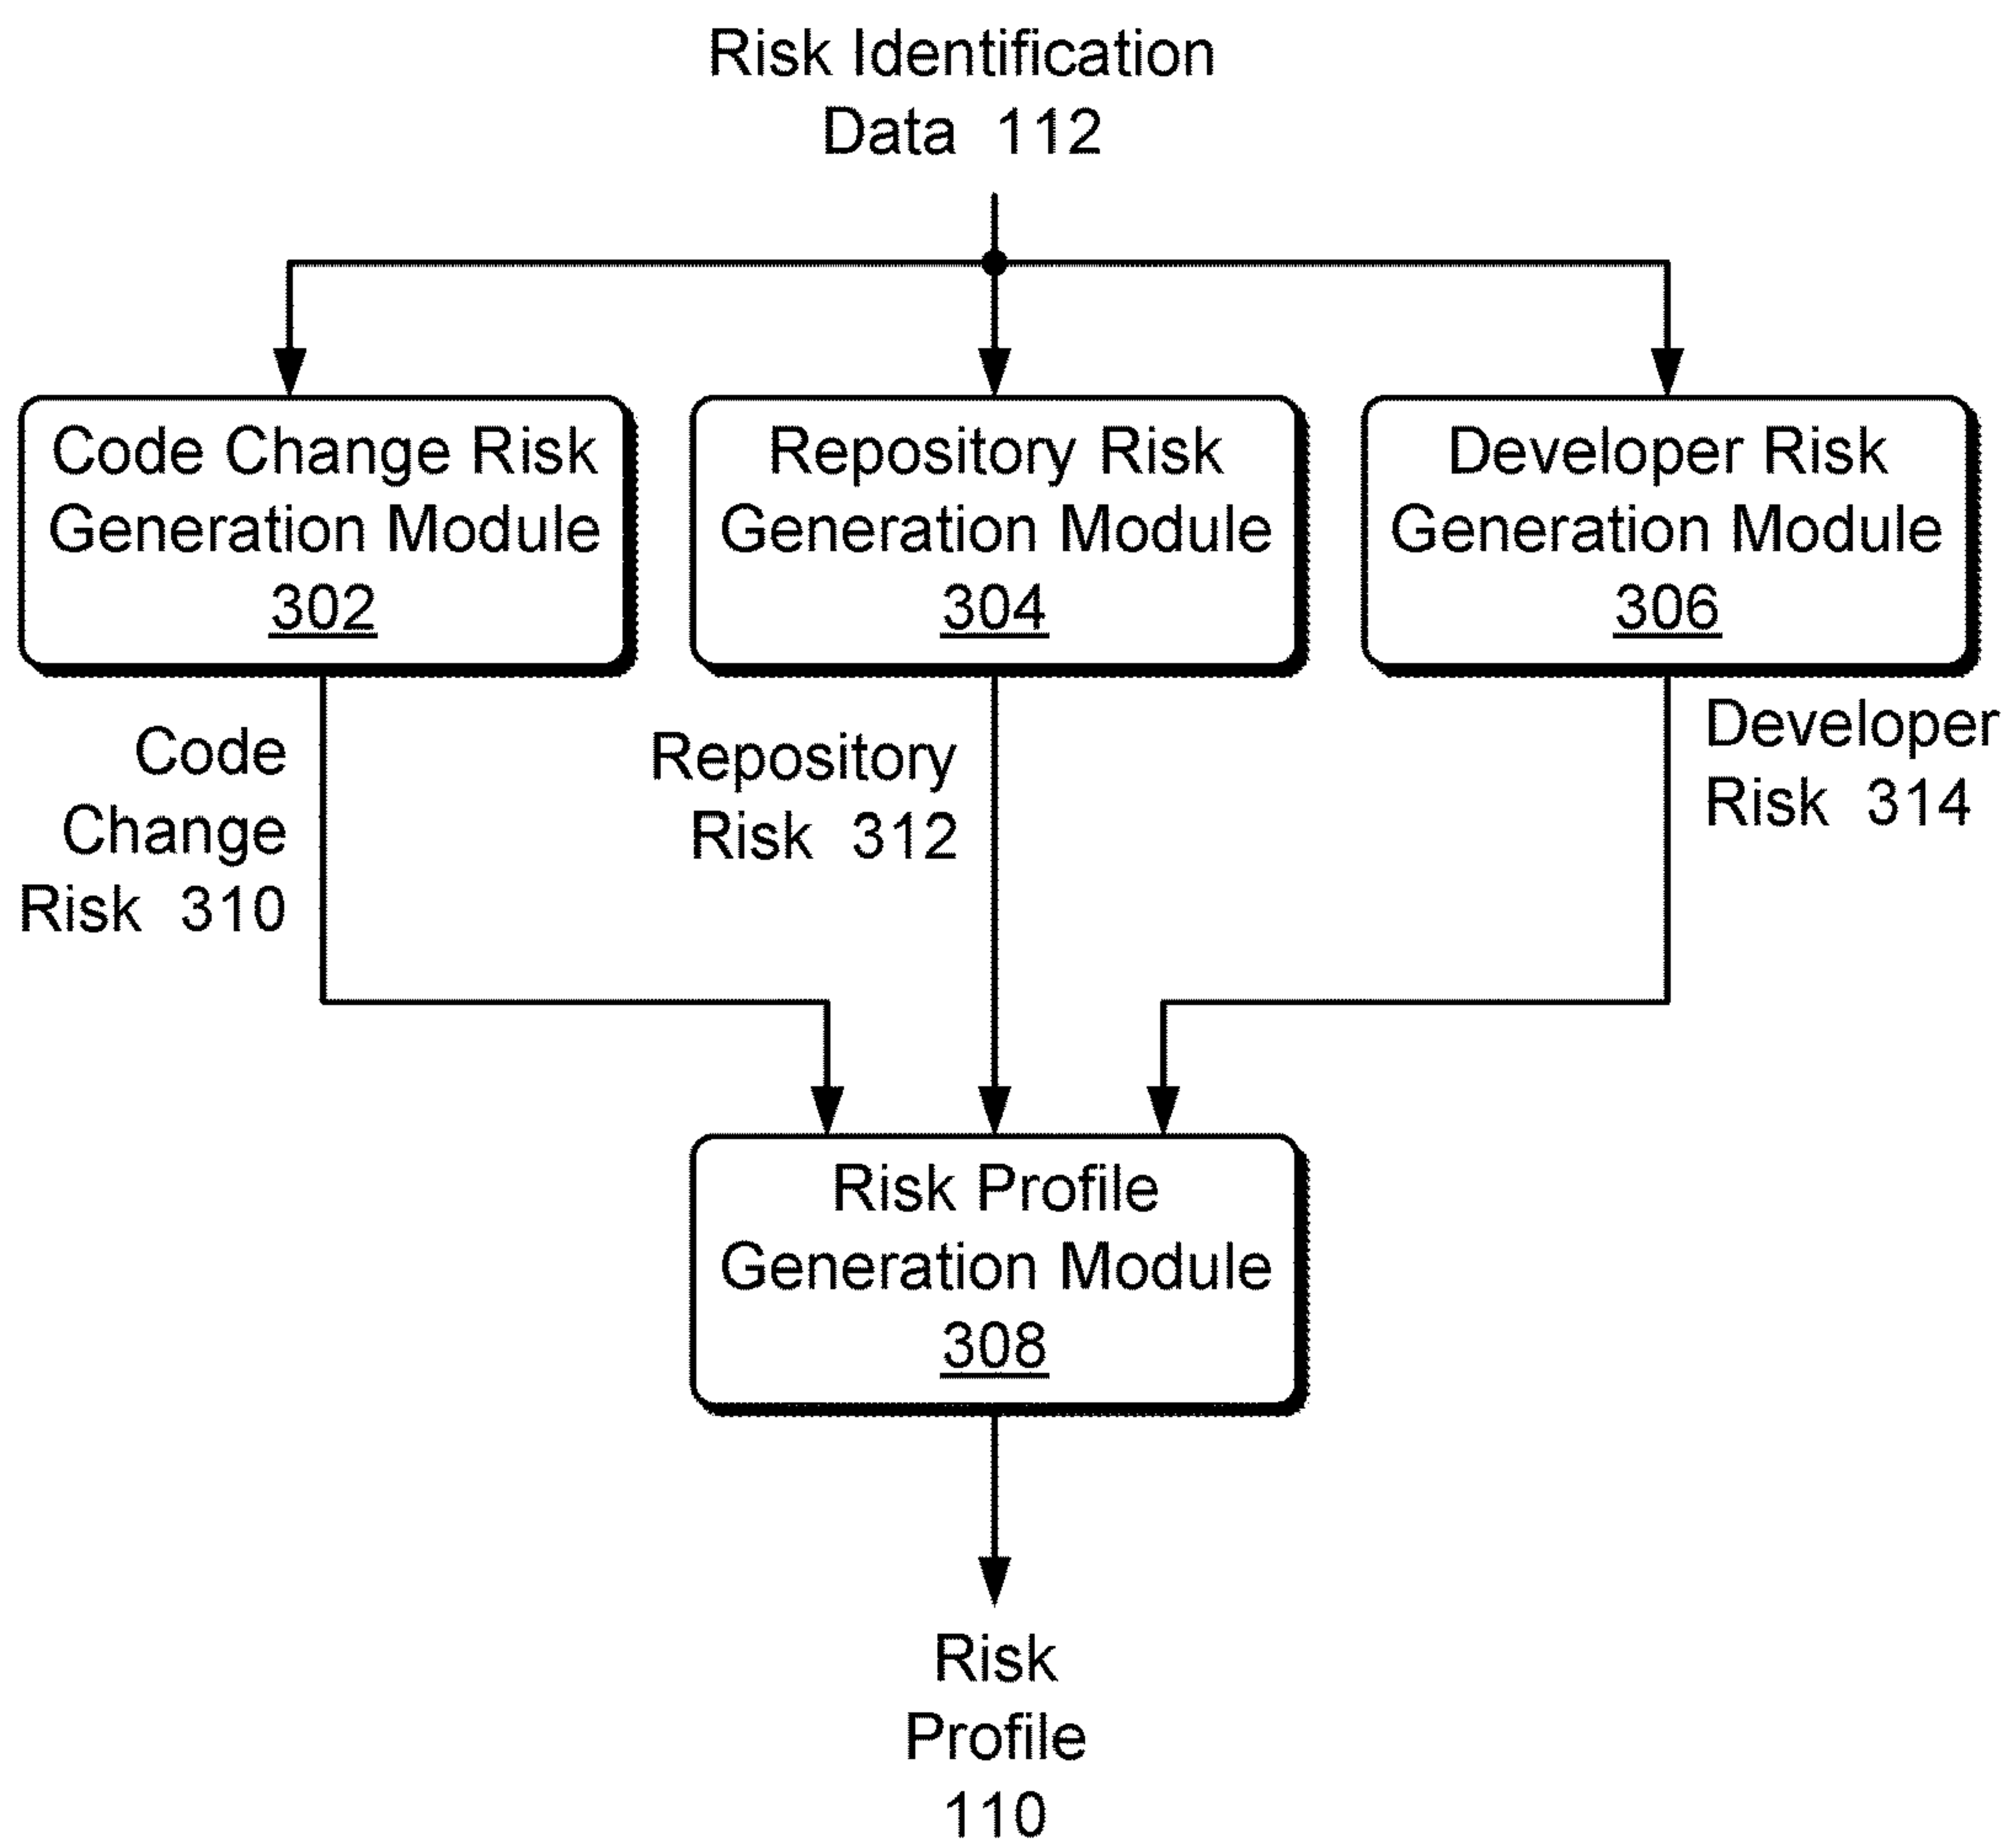 Risk Identification
Data 112
Code Change Risk
Generation Module
302
Repository Risk
Generation Module
304
Developer Risk
Generation Module
306
Code
Change
Risk 310
Repository
Risk 312
Developer
Risk 314
Risk Profile
Generation Module
308
Risk
Profile
110